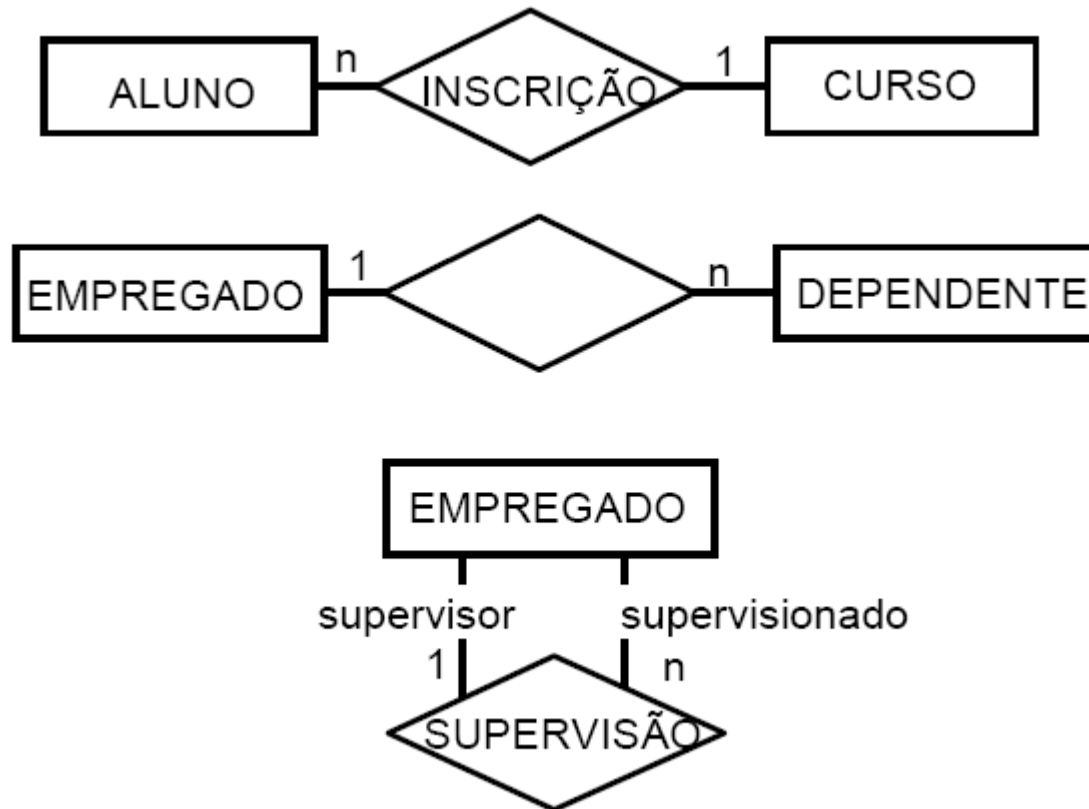 ALUNO n INSCRIÇÃO 1 CURSO
EMPREGADO 1 n DEPENDENTE
EMPREGADO
supervisor supervisionado
1 n
SUPERVISÃO